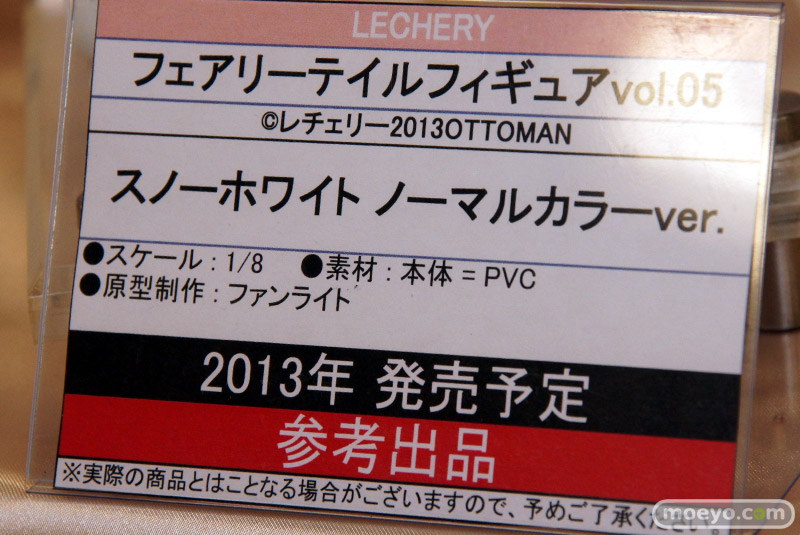 LECHERY
フェアリーテイルフィギュアvol.05
©レチェリー2013OTTOMAN
スノーホワイト ノーマルカラーver.
●スケール：1/8 ●素材：本体＝PVC
●原型制作：ファンライト
2013年 発売予定
参考出品
※実際の商品とはことなる場合がございますので、予めご了承ください。
moeyo.com